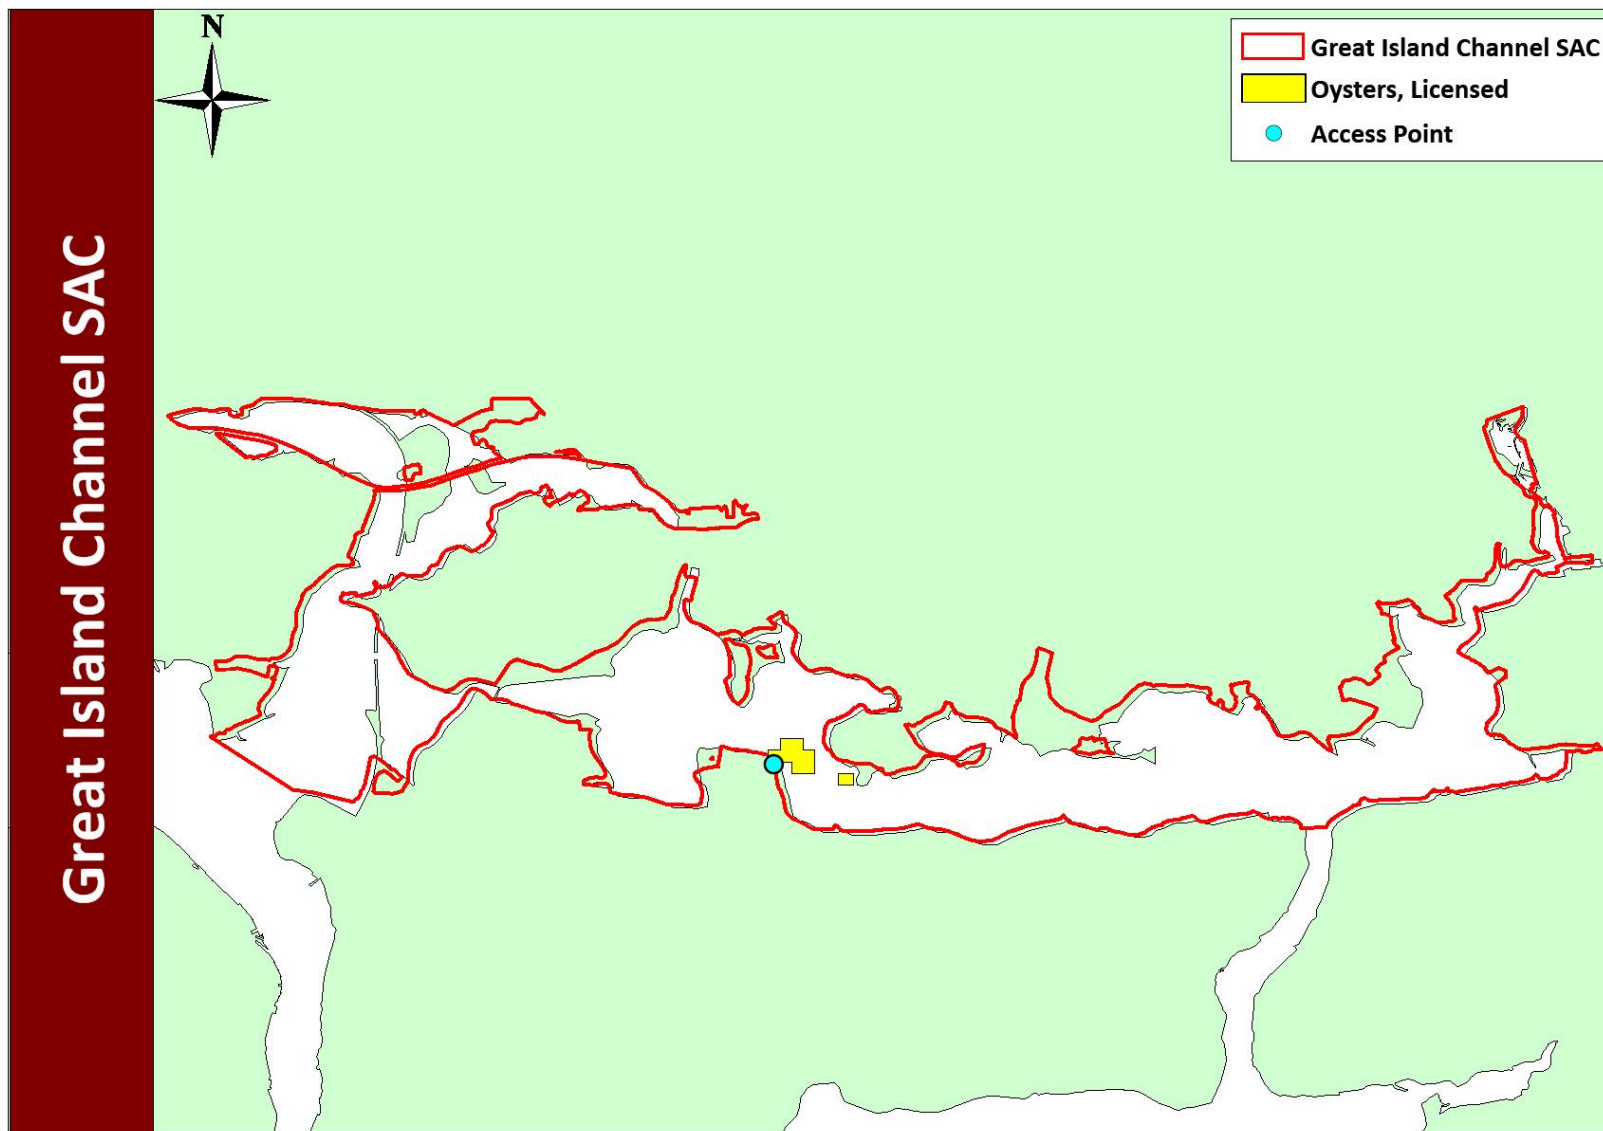 Great Island Channel SAC
N
Great Island Channel SAC
Oysters, Licensed
Access Point